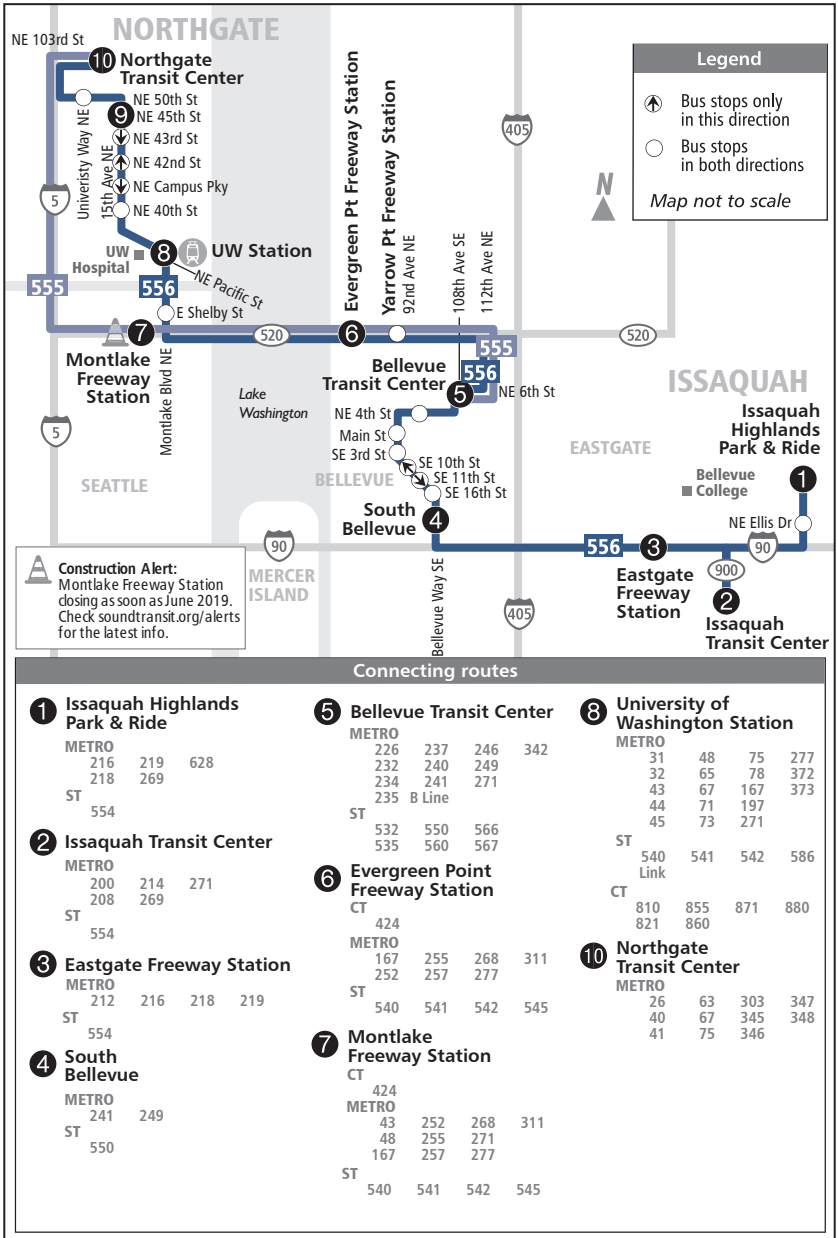 NORTHGATE
NE 103rd St
10
Northgate
Transit Center
NE 50th St
9
NE 45th St
NE 43rd St
NE 42nd St
NE Campus Pky
NE 40th St
Univeristy Way NE
15th Ave NE
5
UW
Hospital
8
UW Station
NE Pacific St
555
556
E Shelby St
7
Montlake
Freeway
Station
Montlake Blvd NE
520
Evergreen Pt Freeway Station
6
Yarrow Pt Freeway Station
92nd Ave NE
108th Ave SE
112th Ave NE
405
520
555
556
Bellevue
Transit Center
5
NE 6th St
NE 4th St
Main St
SE 3rd St
SE 10th St
SE 11th St
SE 16th St
BELLEVUE
South
Bellevue
4
Bellevue Way SE
Lake
Washington
5
SEATTLE
90
MERCER
ISLAND
Legend
Bus stops only
in this direction
Bus stops
in both directions
Map not to scale
N
ISSAQUAH
Issaquah
Highlands
Park & Ride
1
EASTGATE
Bellevue
College
NE Ellis Dr
556
3
90
Eastgate
Freeway
Station
900
2
Issaquah
Transit Center
405
Construction Alert:
Montlake Freeway Station
closing as soon as June 2019.
Check soundtransit.org/alerts
for the latest info.
Connecting routes
1 Issaquah Highlands
Park & Ride
METRO
216 219 628
218 269
ST
554
2 Issaquah Transit Center
METRO
200 214 271
208 269
ST
554
3 Eastgate Freeway Station
METRO
212 216 218 219
ST
554
4 South
Bellevue
METRO
241 249
ST
550
5 Bellevue Transit Center
METRO
226 237 246 342
232 240 249
234 241 271
235 B Line
ST
532 550 566
535 560 567
6 Evergreen Point
Freeway Station
CT
424
METRO
167 255 268 311
252 257 277
ST
540 541 542 545
7 Montlake
Freeway Station
CT
424
METRO
43 252 268 311
48 255 271
167 257 277
ST
540 541 542 545
8 University of
Washington Station
METRO
31 48 75 277
32 65 78 372
43 67 167 373
44 71 197
45 73 271
ST
540 541 542 586
Link
CT
810 855 871 880
821 860
10 Northgate
Transit Center
METRO
26 63 303 347
40 67 345 348
41 75 346